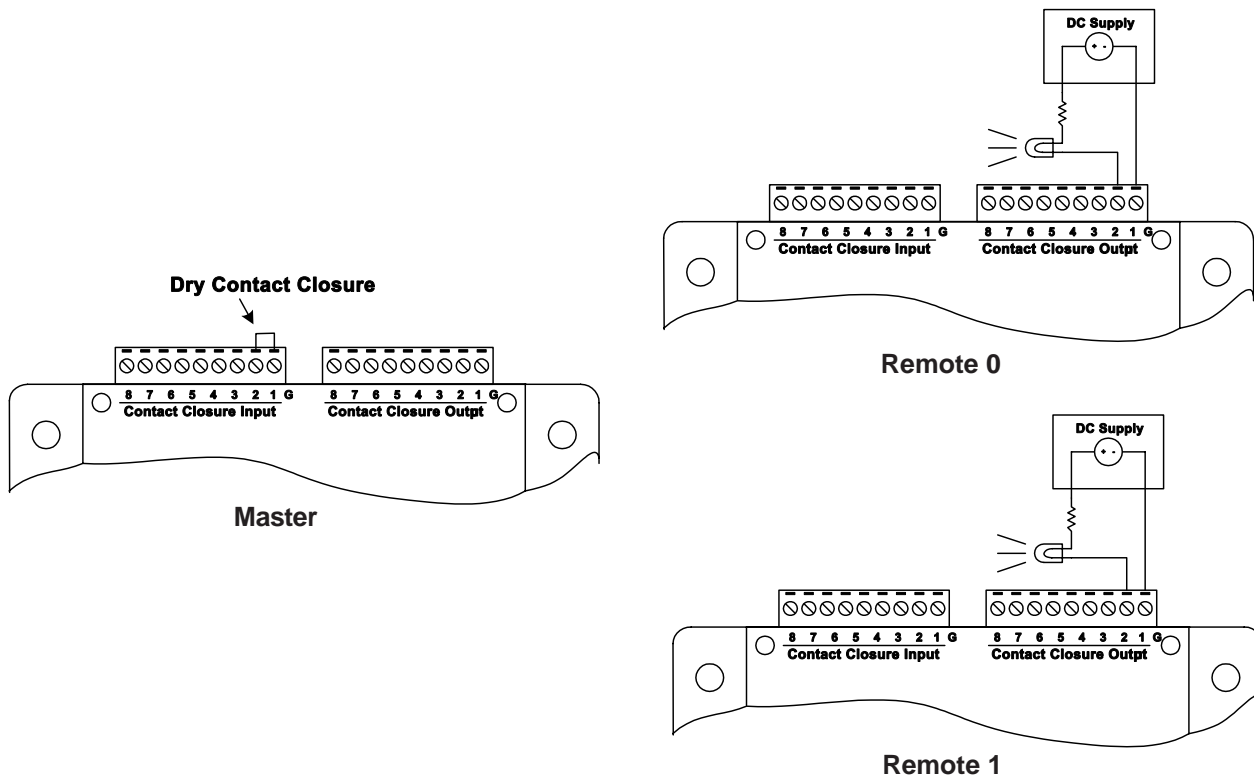 DC Supply
+ -
8 7 6 5 4 3 2 1 G
Contact Closure Input
8 7 6 5 4 3 2 1 G
Contact Closure Outpt
Remote 0
Dry Contact Closure
8 7 6 5 4 3 2 1 G
Contact Closure Input
8 7 6 5 4 3 2 1 G
Contact Closure Outpt
Master
DC Supply
+ -
8 7 6 5 4 3 2 1 G
Contact Closure Input
8 7 6 5 4 3 2 1 G
Contact Closure Outpt
Remote 1